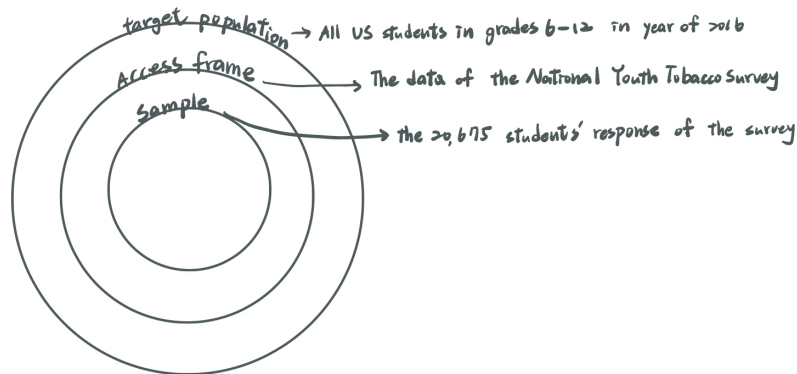 target population → All US students in grades 6-12 in year of 2016
Access frame → The data of the National Youth Tobacco Survey
Sample → the 20,675 students' response of the survey